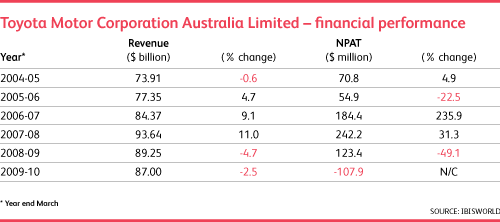 Toyota Motor Corporation Australia Limited – financial performance
Revenue NPAT
Year* ($ billion) (% change) ($ million) (% change)
2004-05 73.91 -0.6 70.8 4.9
2005-06 77.35 4.7 54.9 -22.5
2006-07 84.37 9.1 184.4 235.9
2007-08 93.64 11.0 242.2 31.3
2008-09 89.25 -4.7 123.4 -49.1
2009-10 87.00 -2.5 -107.9 N/C
* Year end March
SOURCE: IBISWORLD